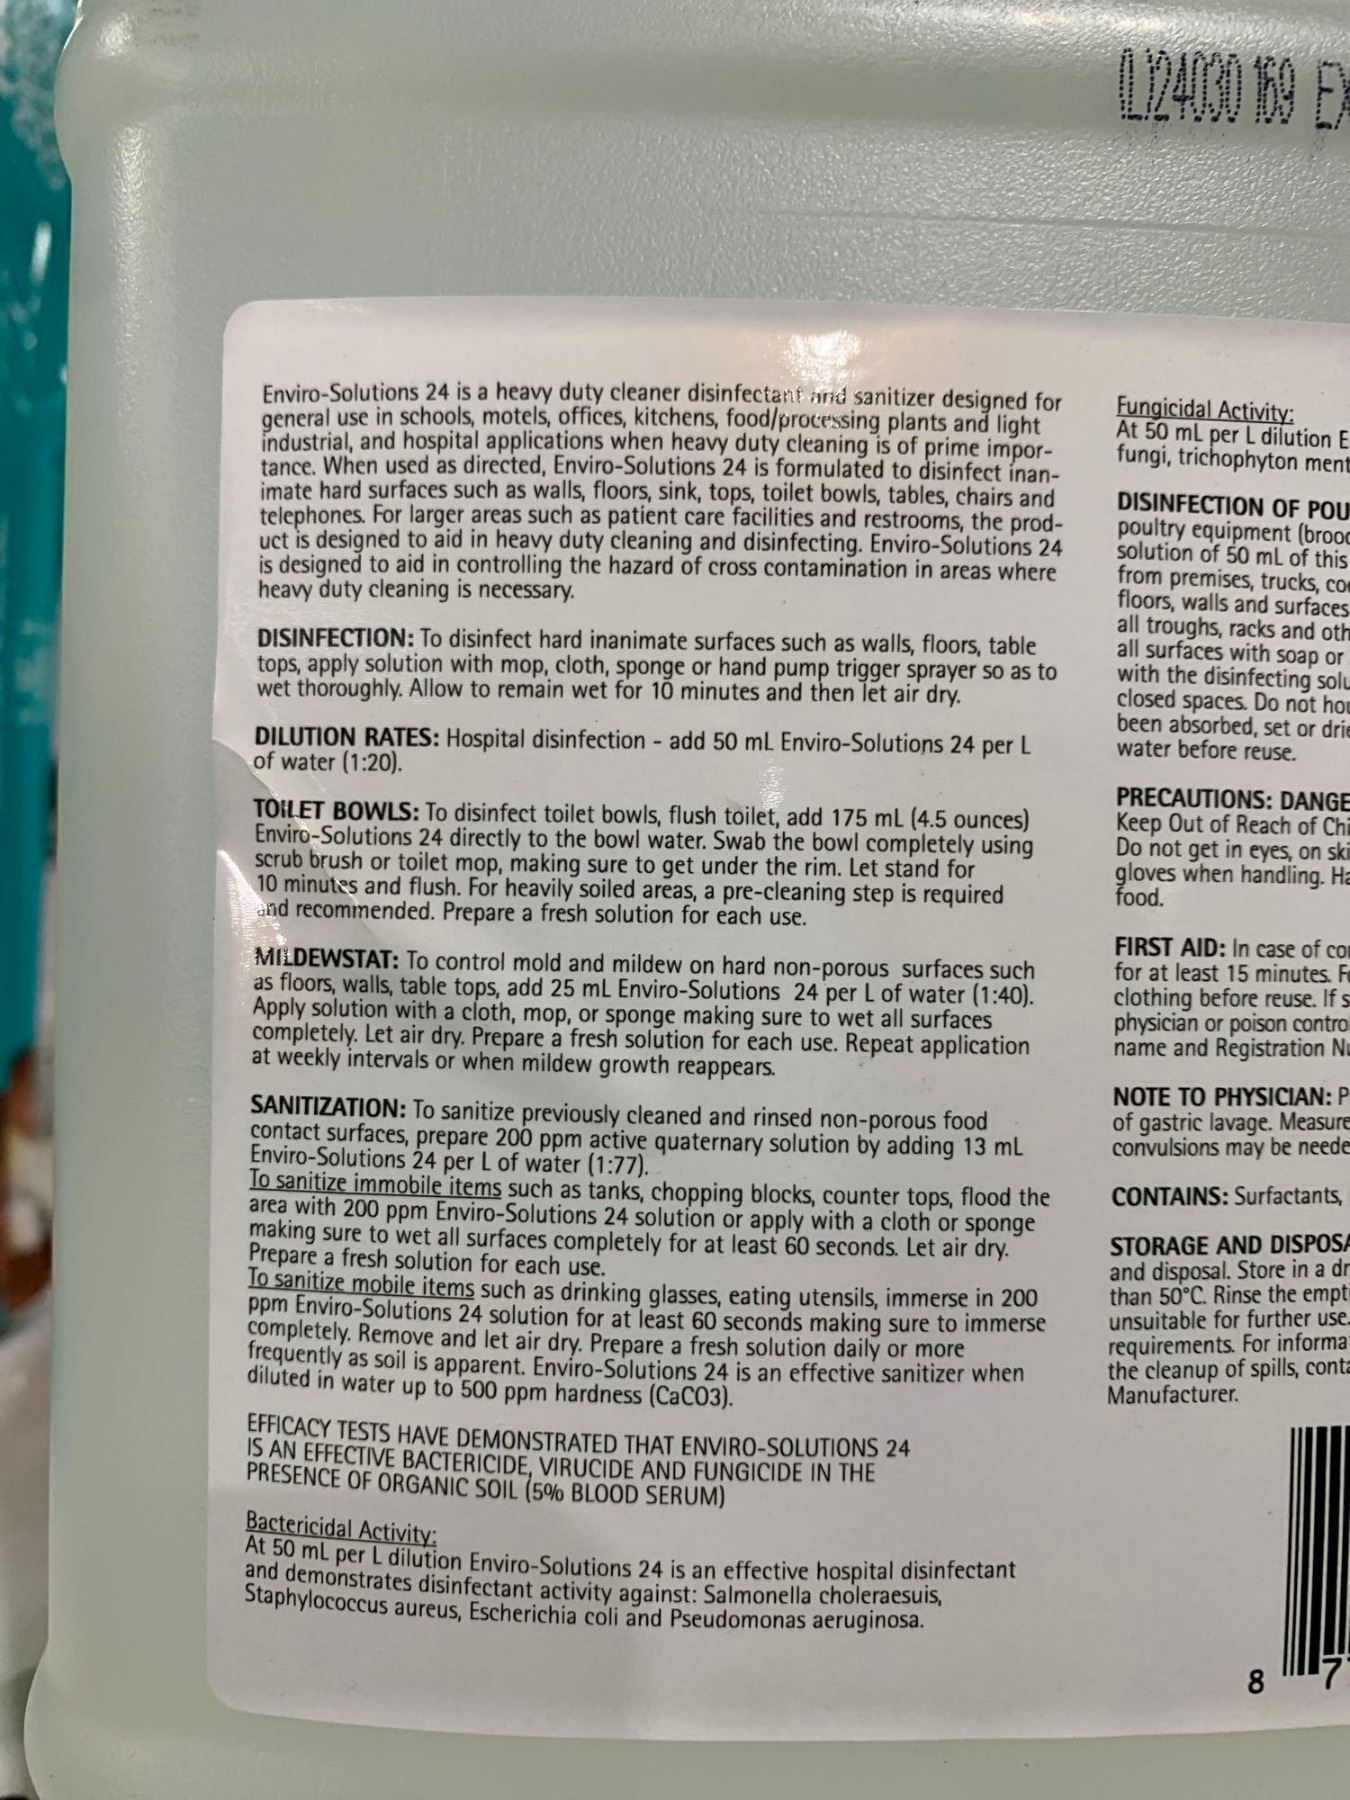 0L124030 169 EX
Enviro-Solutions 24 is a heavy duty cleaner disinfectant and sanitizer designed for
general use in schools, motels, offices, kitchens, food/processing plants and light
industrial, and hospital applications when heavy duty cleaning is of prime impor-
tance. When used as directed, Enviro-Solutions 24 is formulated to disinfect inan-
imate hard surfaces such as walls, floors, sink, tops, toilet bowls, tables, chairs and
telephones. For larger areas such as patient care facilities and restrooms, the prod-
uct is designed to aid in heavy duty cleaning and disinfecting. Enviro-Solutions 24
is designed to aid in controlling the hazard of cross contamination in areas where
heavy duty cleaning is necessary.
DISINFECTION: To disinfect hard inanimate surfaces such as walls, floors, table
tops, apply solution with mop, cloth, sponge or hand pump trigger sprayer so as to
wet thoroughly. Allow to remain wet for 10 minutes and then let air dry.
DILUTION RATES: Hospital disinfection - add 50 mL Enviro-Solutions 24 per L
of water (1:20).
TOILET BOWLS: To disinfect toilet bowls, flush toilet, add 175 mL (4.5 ounces)
Enviro-Solutions 24 directly to the bowl water. Swab the bowl completely using
scrub brush or toilet mop, making sure to get under the rim. Let stand for
10 minutes and flush. For heavily soiled areas, a pre-cleaning step is required
and recommended. Prepare a fresh solution for each use.
MILDEWSTAT: To control mold and mildew on hard non-porous surfaces such
as floors, walls, table tops, add 25 mL Enviro-Solutions 24 per L of water (1:40).
Apply solution with a cloth, mop, or sponge making sure to wet all surfaces
completely. Let air dry. Prepare a fresh solution for each use. Repeat application
at weekly intervals or when mildew growth reappears.
SANITIZATION: To sanitize previously cleaned and rinsed non-porous food
contact surfaces, prepare 200 ppm active quaternary solution by adding 13 mL
Enviro-Solutions 24 per L of water (1:77).
To sanitize immobile items such as tanks, chopping blocks, counter tops, flood the
area with 200 ppm Enviro-Solutions 24 solution or apply with a cloth or sponge
making sure to wet all surfaces completely for at least 60 seconds. Let air dry.
Prepare a fresh solution for each use.
To sanitize mobile items such as drinking glasses, eating utensils, immerse in 200
ppm Enviro-Solutions 24 solution for at least 60 seconds making sure to immerse
completely. Remove and let air dry. Prepare a fresh solution daily or more
frequently as soil is apparent. Enviro-Solutions 24 is an effective sanitizer when
diluted in water up to 500 ppm hardness (CaCO3).
EFFICACY TESTS HAVE DEMONSTRATED THAT ENVIRO-SOLUTIONS 24
IS AN EFFECTIVE BACTERICIDE, VIRUCIDE AND FUNGICIDE IN THE
PRESENCE OF ORGANIC SOIL (5% BLOOD SERUM)
Bactericidal Activity:
At 50 mL per L dilution Enviro-Solutions 24 is an effective hospital disinfectant
and demonstrates disinfectant activity against: Salmonella choleraesuis,
Staphylococcus aureus, Escherichia coli and Pseudomonas aeruginosa.
Fungicidal Activity:
At 50 mL per L dilution E
fungi, trichophyton ment
DISINFECTION OF POU
poultry equipment (brood
solution of 50 mL of this
from premises, trucks, coo
floors, walls and surfaces
all troughs, racks and oth
all surfaces with soap or
with the disinfecting solu
closed spaces. Do not hou
been absorbed, set or drie
water before reuse.
PRECAUTIONS: DANGE
Keep Out of Reach of Chi
Do not get in eyes, on ski
gloves when handling. Ha
food.
FIRST AID: In case of con
for at least 15 minutes. Fo
clothing before reuse. If s
physician or poison contro
name and Registration Nu
NOTE TO PHYSICIAN: P
of gastric lavage. Measure
convulsions may be neede
CONTAINS: Surfactants,
STORAGE AND DISPOSA
and disposal. Store in a dr
than 50°C. Rinse the empt
unsuitable for further use.
requirements. For informa
the cleanup of spills, conta
Manufacturer.
8 7